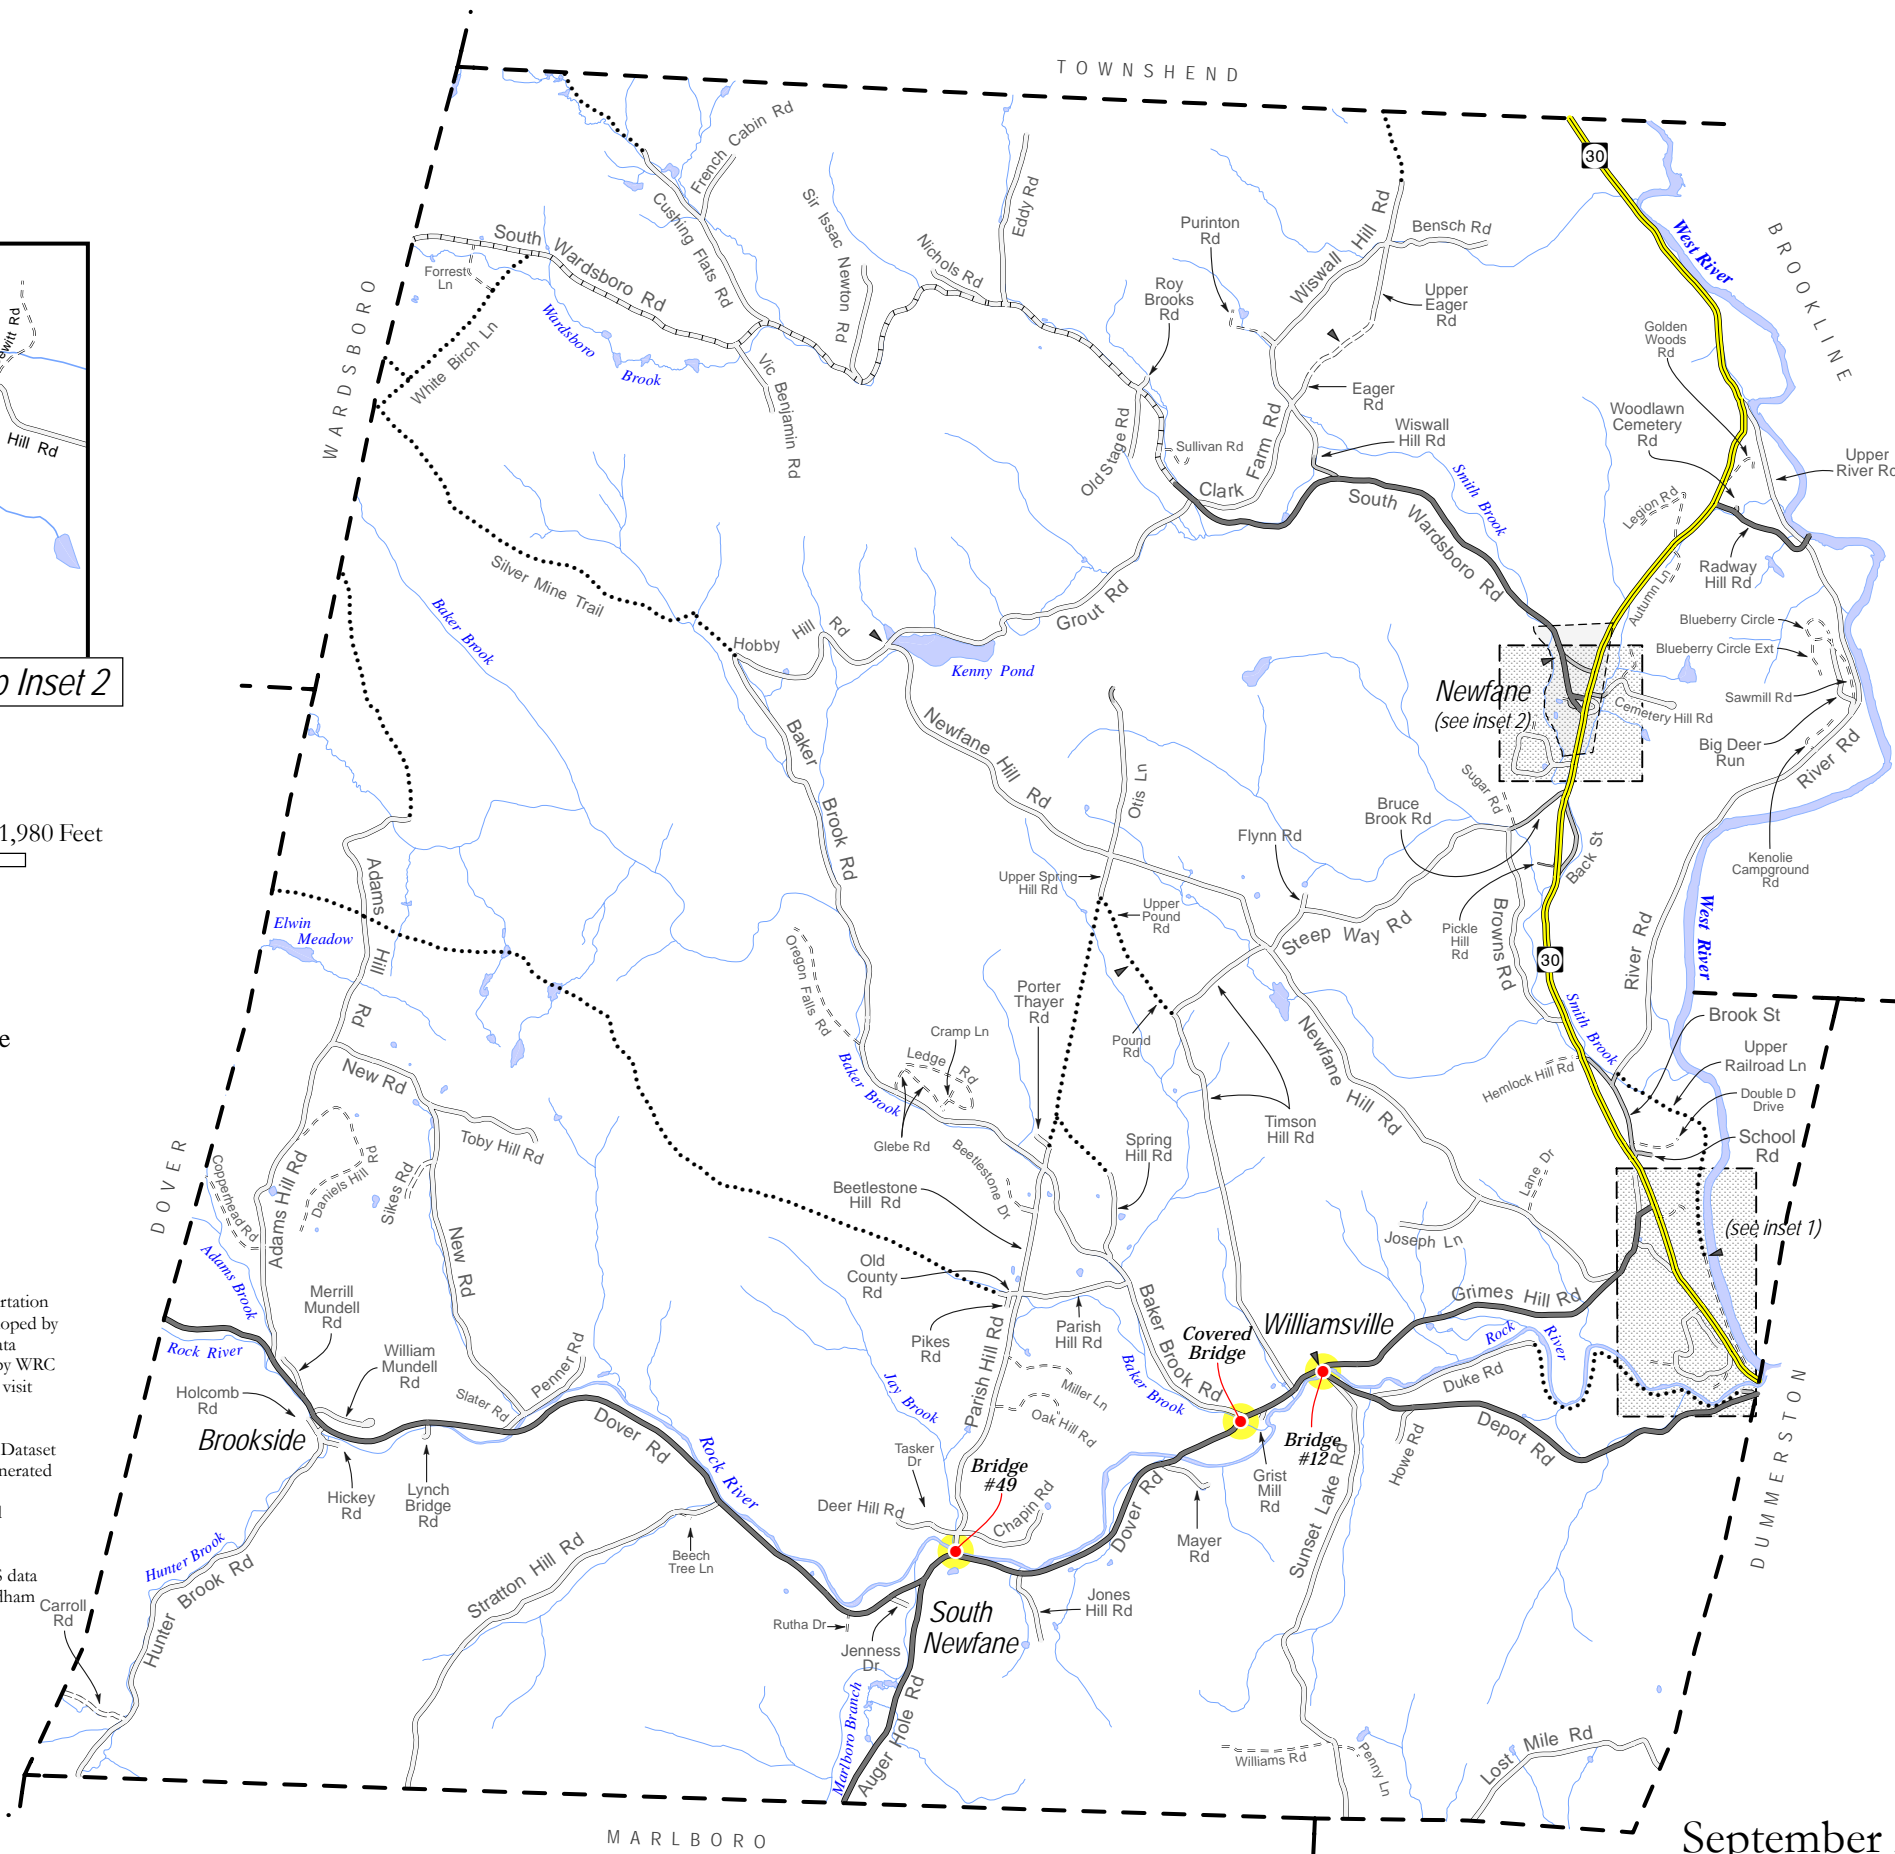 TOWNSHEND
BROOKLINE
WARDSBORO
DOVER
MARLBORO
DUMMERSTON
30
West River
French Cabin Rd
Cushing Flats Rd
Sir Issac Newton Rd
Nichols Rd
Eddy Rd
South Wardsboro Rd
Forrest
Ln
White Birch Ln
Wardsboro
Brook
Vic Benjamin Rd
Purinton
Rd
Roy
Brooks
Rd
Wiswall Hill Rd
Bensch Rd
Upper
Eager
Rd
Eager
Rd
Wiswall
Hill Rd
Old Stage Rd
Sullivan Rd
Clark Farm Rd
South Wardsboro Rd
Smith Brook
Golden
Woods
Rd
Woodlawn
Cemetery
Rd
Upper
River Rd
Legion Rd
Radway
Hill Rd
Autumn Ln
Blueberry Circle
Blueberry Circle Ext
Sawmill Rd
Big Deer
Run
River Rd
Kenolie
Campground
Rd
Cemetery Hill Rd
Newfane
(see inset 2)
Hill Rd
Inset 2
1,980 Feet
Silver Mine Trail
Baker Brook
Hobby Hill Rd
Grout Rd
Kenny Pond
Newfane Hill Rd
Baker Brook Rd
Otis Ln
Upper Spring
Hill Rd
Upper
Pound
Rd
Pound
Rd
Flynn Rd
Bruce
Brook Rd
Sugar Rd
Steep Way Rd
Pickle
Hill
Rd
Browns Rd
Back St
30
River Rd
West River
Smith Brook
Brook St
Upper
Railroad Ln
Double D
Drive
School
Rd
Hemlock Hill Rd
(see inset 1)
Adams Hill Rd
Elwin
Meadow
New Rd
Toby Hill Rd
Daniels Hill Rd
Sikes Rd
Copperhead Rd
Adams Hill Rd
Adams Brook
New Rd
Oregon Falls Rd
Porter
Thayer
Rd
Cramp Ln
Ledge Rd
Baker Brook
Glebe Rd
Beetlestone Dr
Beetlestone
Hill Rd
Spring
Hill Rd
Timson
Hill Rd
Newfane Hill Rd
Lane Dr
Joseph Ln
Grimes Hill Rd
Old
County
Rd
Pikes
Rd
Parish
Hill Rd
Parish Hill Rd
Baker Brook Rd
Baker Brook
Covered
Bridge
Williamsville
Rock River
Duke Rd
Depot Rd
Howe Rd
Bridge
#12
Grist
Mill
Rd
Sunset Lake Rd
Mayer
Rd
Miller Ln
Oak Hill Rd
Jay Brook
Tasker
Dr
Deer Hill Rd
Bridge
#49
Chapin Rd
Dover Rd
Jones
Hill Rd
South
Newfane
Rutha Dr
Jenness
Dr
Marlboro Branch
Auger Hole Rd
Merrill
Mundell
Rd
William
Mundell
Rd
Rock River
Holcomb
Rd
Brookside
Hickey
Rd
Lynch
Bridge
Rd
Slater Rd
Penner Rd
Dover Rd
Rock River
Beech
Tree Ln
Stratton Hill Rd
Hunter Brook
Hunter Brook Rd
Carroll
Rd
Williams Rd
Penny Ln
Lost Mile Rd
by WRC
visit
Dataset
data
September